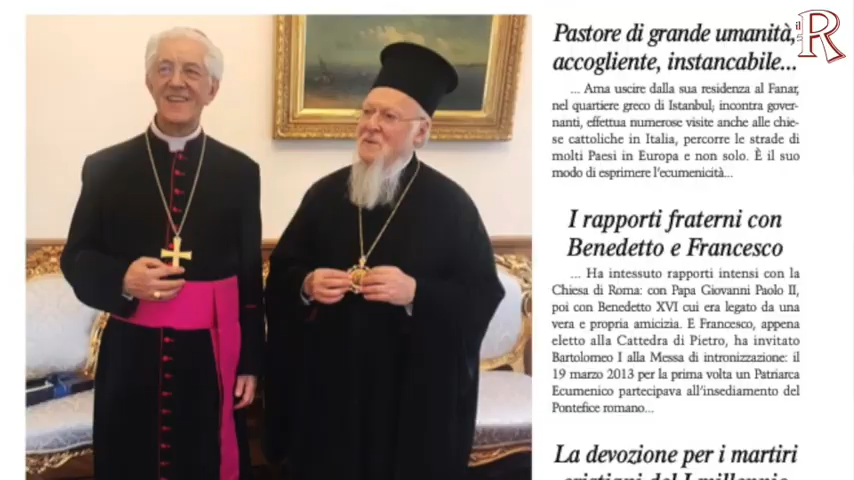 il
R
Pastore di grande umanità,
accogliente, instancabile...
... Ama uscire dalla sua residenza al Fanar,
nel quartiere greco di Istanbul; incontra gover-
nanti, effettua numerose visite anche alle chie-
se cattoliche in Italia, percorre le strade di
molti Paesi in Europa e non solo. È il suo
modo di esprimere l'ecumenicità...
I rapporti fraterni con
Benedetto e Francesco
... Ha intessuto rapporti intensi con la
Chiesa di Roma: con Papa Giovanni Paolo II,
poi con Benedetto XVI cui era legato da una
vera e propria amicizia. E Francesco, appena
eletto alla Cattedra di Pietro, ha invitato
Bartolomeo I alla Messa di intronizzazione: il
19 marzo 2013 per la prima volta un Patriarca
Ecumenico partecipava all'insediamento del
Pontefice romano...
La devozione per i martiri
cristiani del I millennio